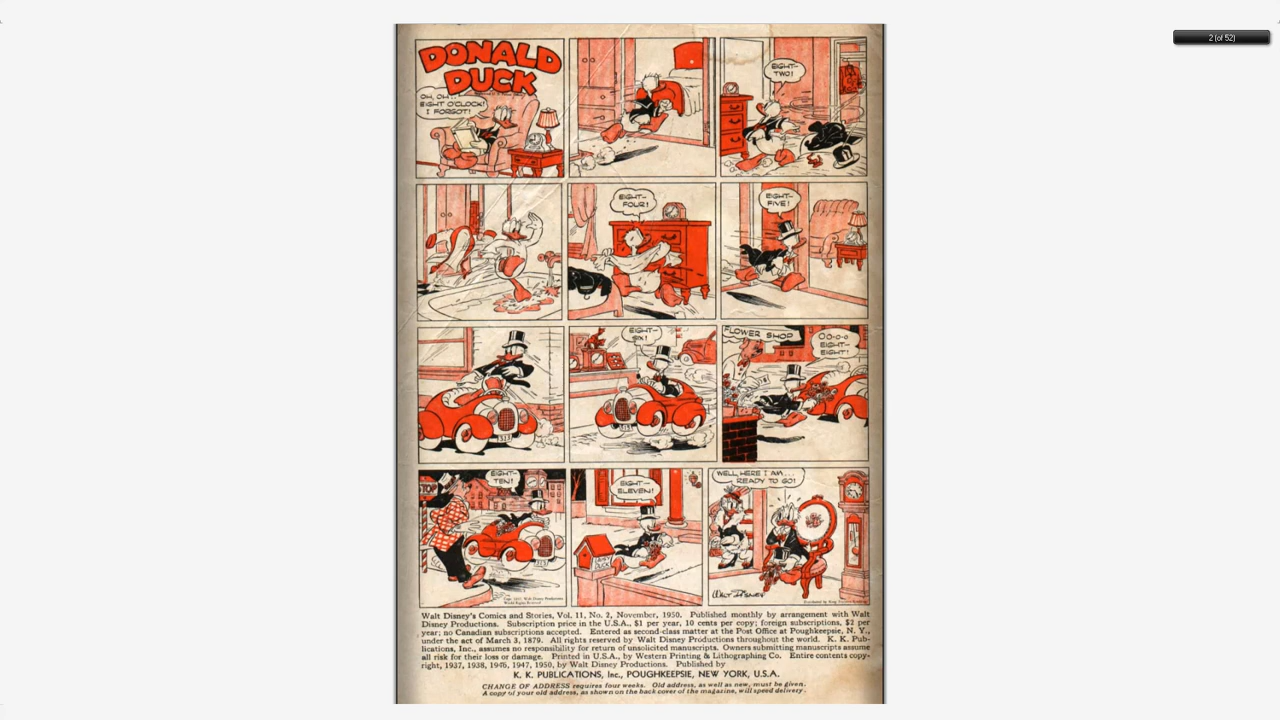 2 (of 52)
DONALD
DUCK
OH, OH...
EIGHT O'CLOCK!
I FORGOT!
EIGHT-
TWO!
EIGHT-
FOUR!
EIGHT-
FIVE!
EIGHT-
SIX!
313
FLOWER SHOP
OO-O-O
EIGHT-
EIGHT!
STOP
EIGHT-
TEN!
313
EIGHT-
ELEVEN!
DUCK
WELL, HERE I AM...
READY TO GO!
WALT DISNEY
Walt Disney's Comics and Stories, Vol. 11, No. 2, November, 1950. Published monthly by arrangement with Walt
Disney Productions. Subscription price in the U.S.A., $1 per year, 10 cents per copy; foreign subscriptions, $2 per
year; no Canadian subscriptions accepted. Entered as second-class matter at the Post Office at Poughkeepsie, N. Y.,
under the act of March 3, 1879. All rights reserved by Walt Disney Productions throughout the world. K. K. Pub-
lications, Inc., assumes no responsibility for return of unsolicited manuscripts. Owners submitting manuscripts assume
all risk for their loss or damage. Printed in U.S.A., by Western Printing & Lithographing Co. Entire contents copy-
right, 1937, 1938, 1946, 1947, 1950, by Walt Disney Productions. Published by
K. K. PUBLICATIONS, Inc., POUGHKEEPSIE, NEW YORK, U.S.A.
CHANGE OF ADDRESS requires four weeks. Old address, as well as new, must be given.
A copy of your old address, as shown on the back cover of the magazine, will speed delivery.